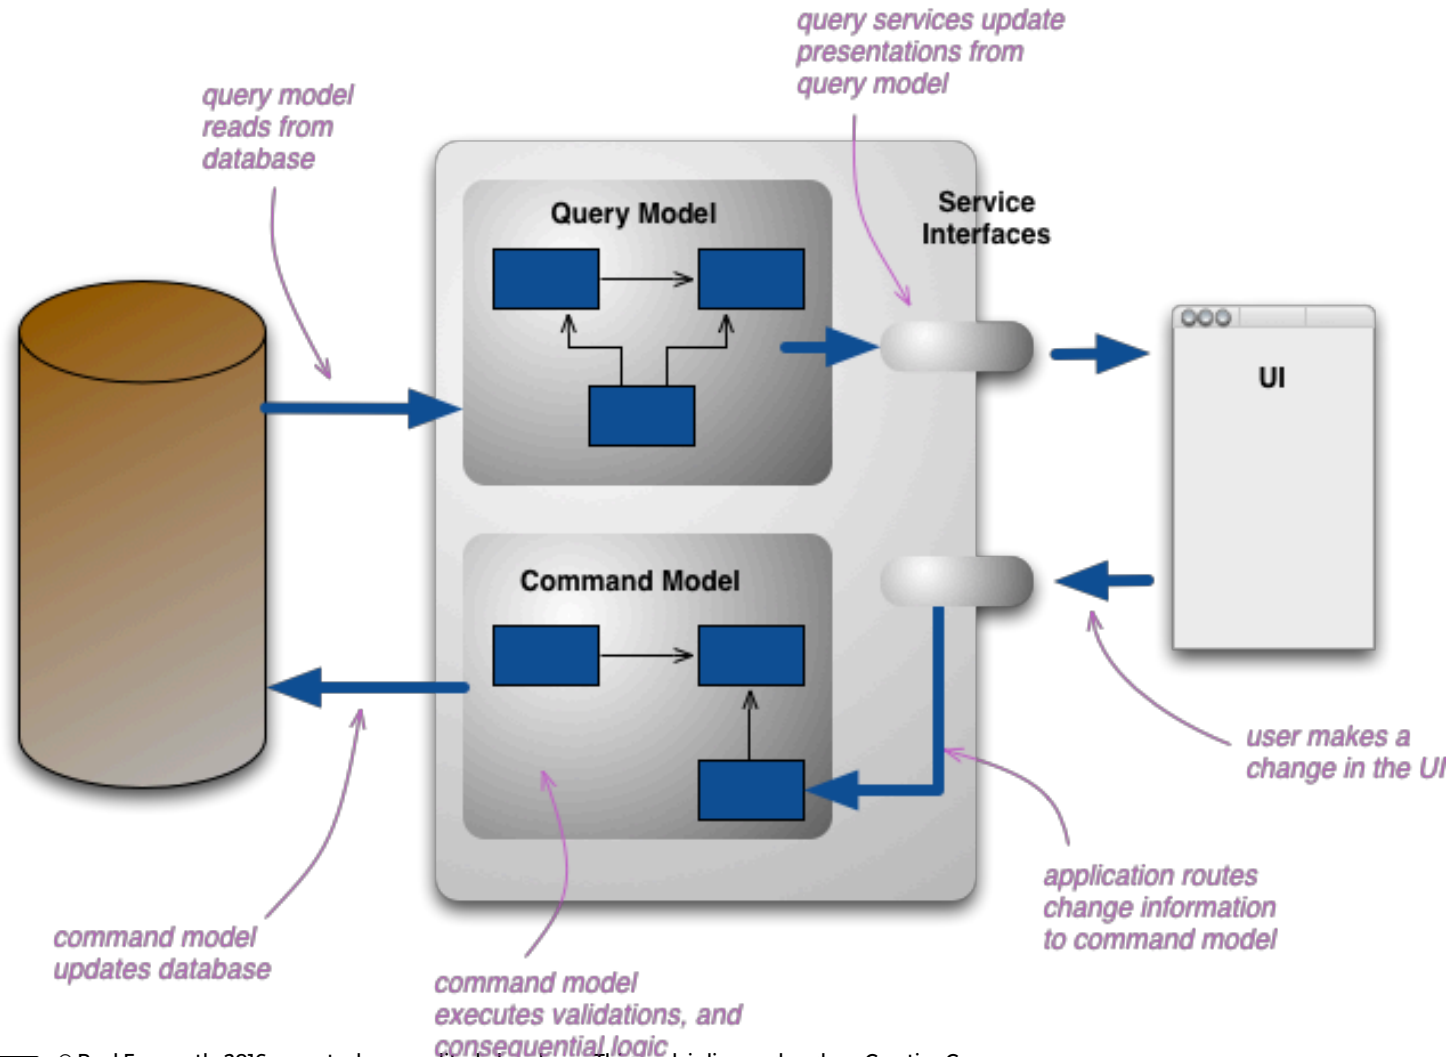 query services update
presentations from
query model
query model
reads from
database
Query Model
Service
Interfaces
UI
Command Model
user makes a
change in the UI
application routes
change information
to command model
command model
updates database
command model
executes validations, and
consequential logic